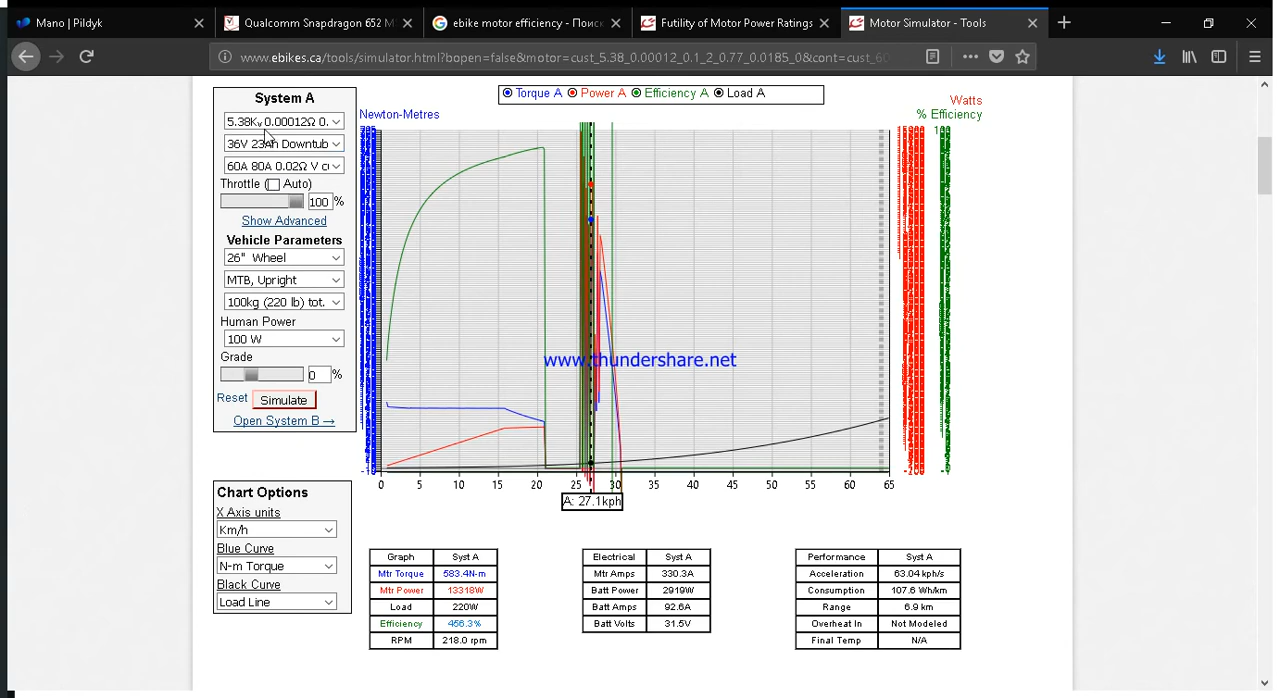 Mano | Pildyk
Qualcomm Snapdragon 652 M
ebike motor efficiency - Поис
Futility of Motor Power Ratings
Motor Simulator - Tools
www.ebikes.ca/tools/simulator.html?bopen=false&motor=cust_5.38_0.00012_0.1_2_0.77_0.0185_0&cont=cust_60
System A
5.38Kv 0.00012Ω 0.
36V 23Ah Downtub
60A 80A 0.02Ω V cu
Throttle ( Auto)
100 %
Show Advanced
Vehicle Parameters
26" Wheel
MTB, Upright
100kg (220 lb) tot.
Human Power
100 W
Grade
0 %
Reset Simulate
Open System B →
Torque A Power A Efficiency A Load A
Newton-Metres
Watts
% Efficiency
www.thundershare.net
0 5 10 15 20 25 30 35 40 45 50 55 60 65
A: 27.1kph
Chart Options
X Axis units
Km/h
Blue Curve
N-m Torque
Black Curve
Load Line
Graph Syst A
Mtr Torque 583.4N-m
Mtr Power 13318W
Load 220W
Efficiency 456.3%
RPM 218.0 rpm
Electrical Syst A
Mtr Amps 330.3A
Batt Power 2919W
Batt Amps 92.6A
Batt Volts 31.5V
Performance Syst A
Acceleration 63.04 kph/s
Consumption 107.6 Wh/km
Range 6.9 km
Overheat In Not Modeled
Final Temp N/A